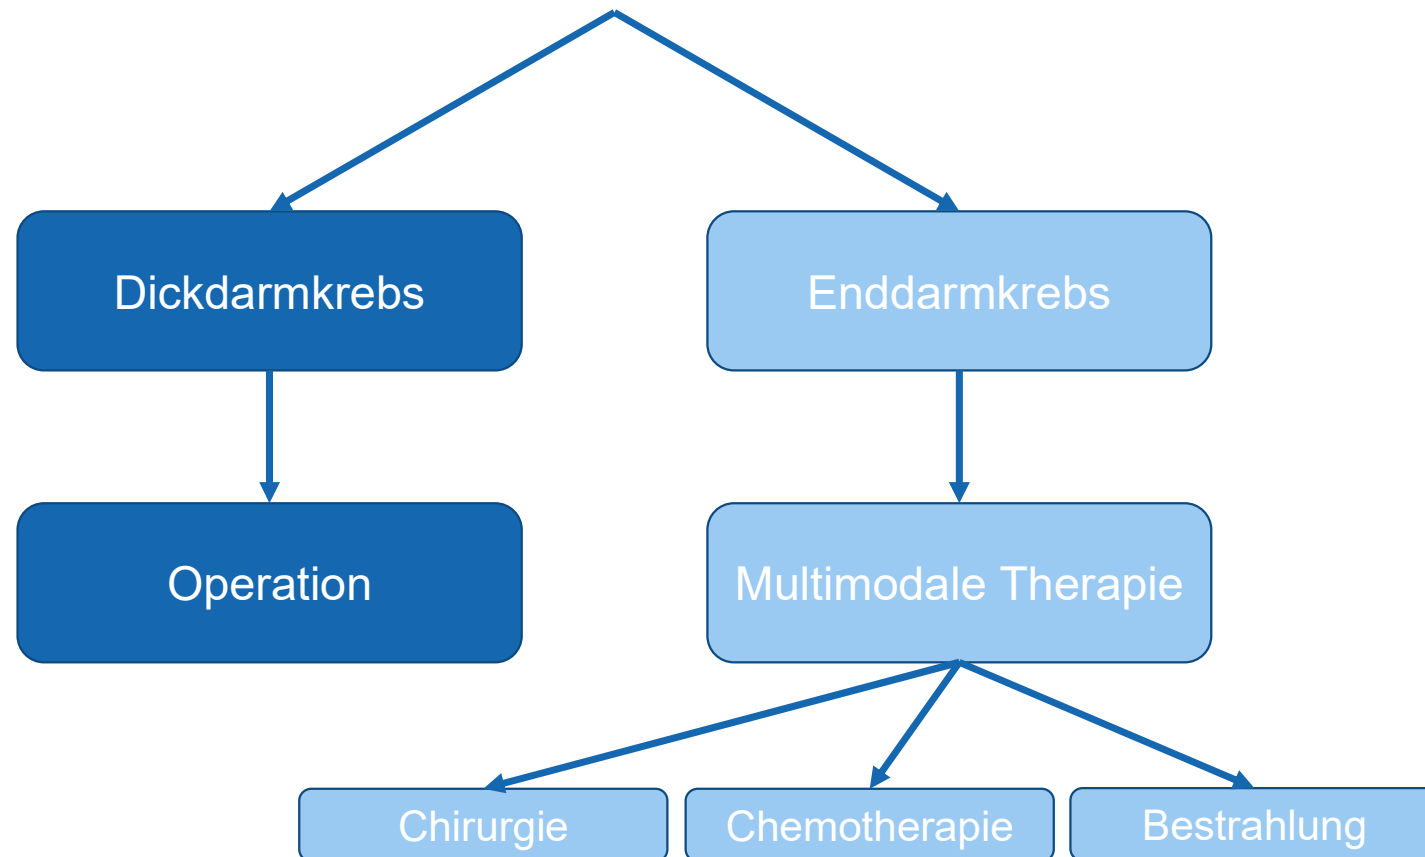 Dickdarmkrebs
Enddarmkrebs
Operation
Multimodale Therapie
Chirurgie
Chemotherapie
Bestrahlung